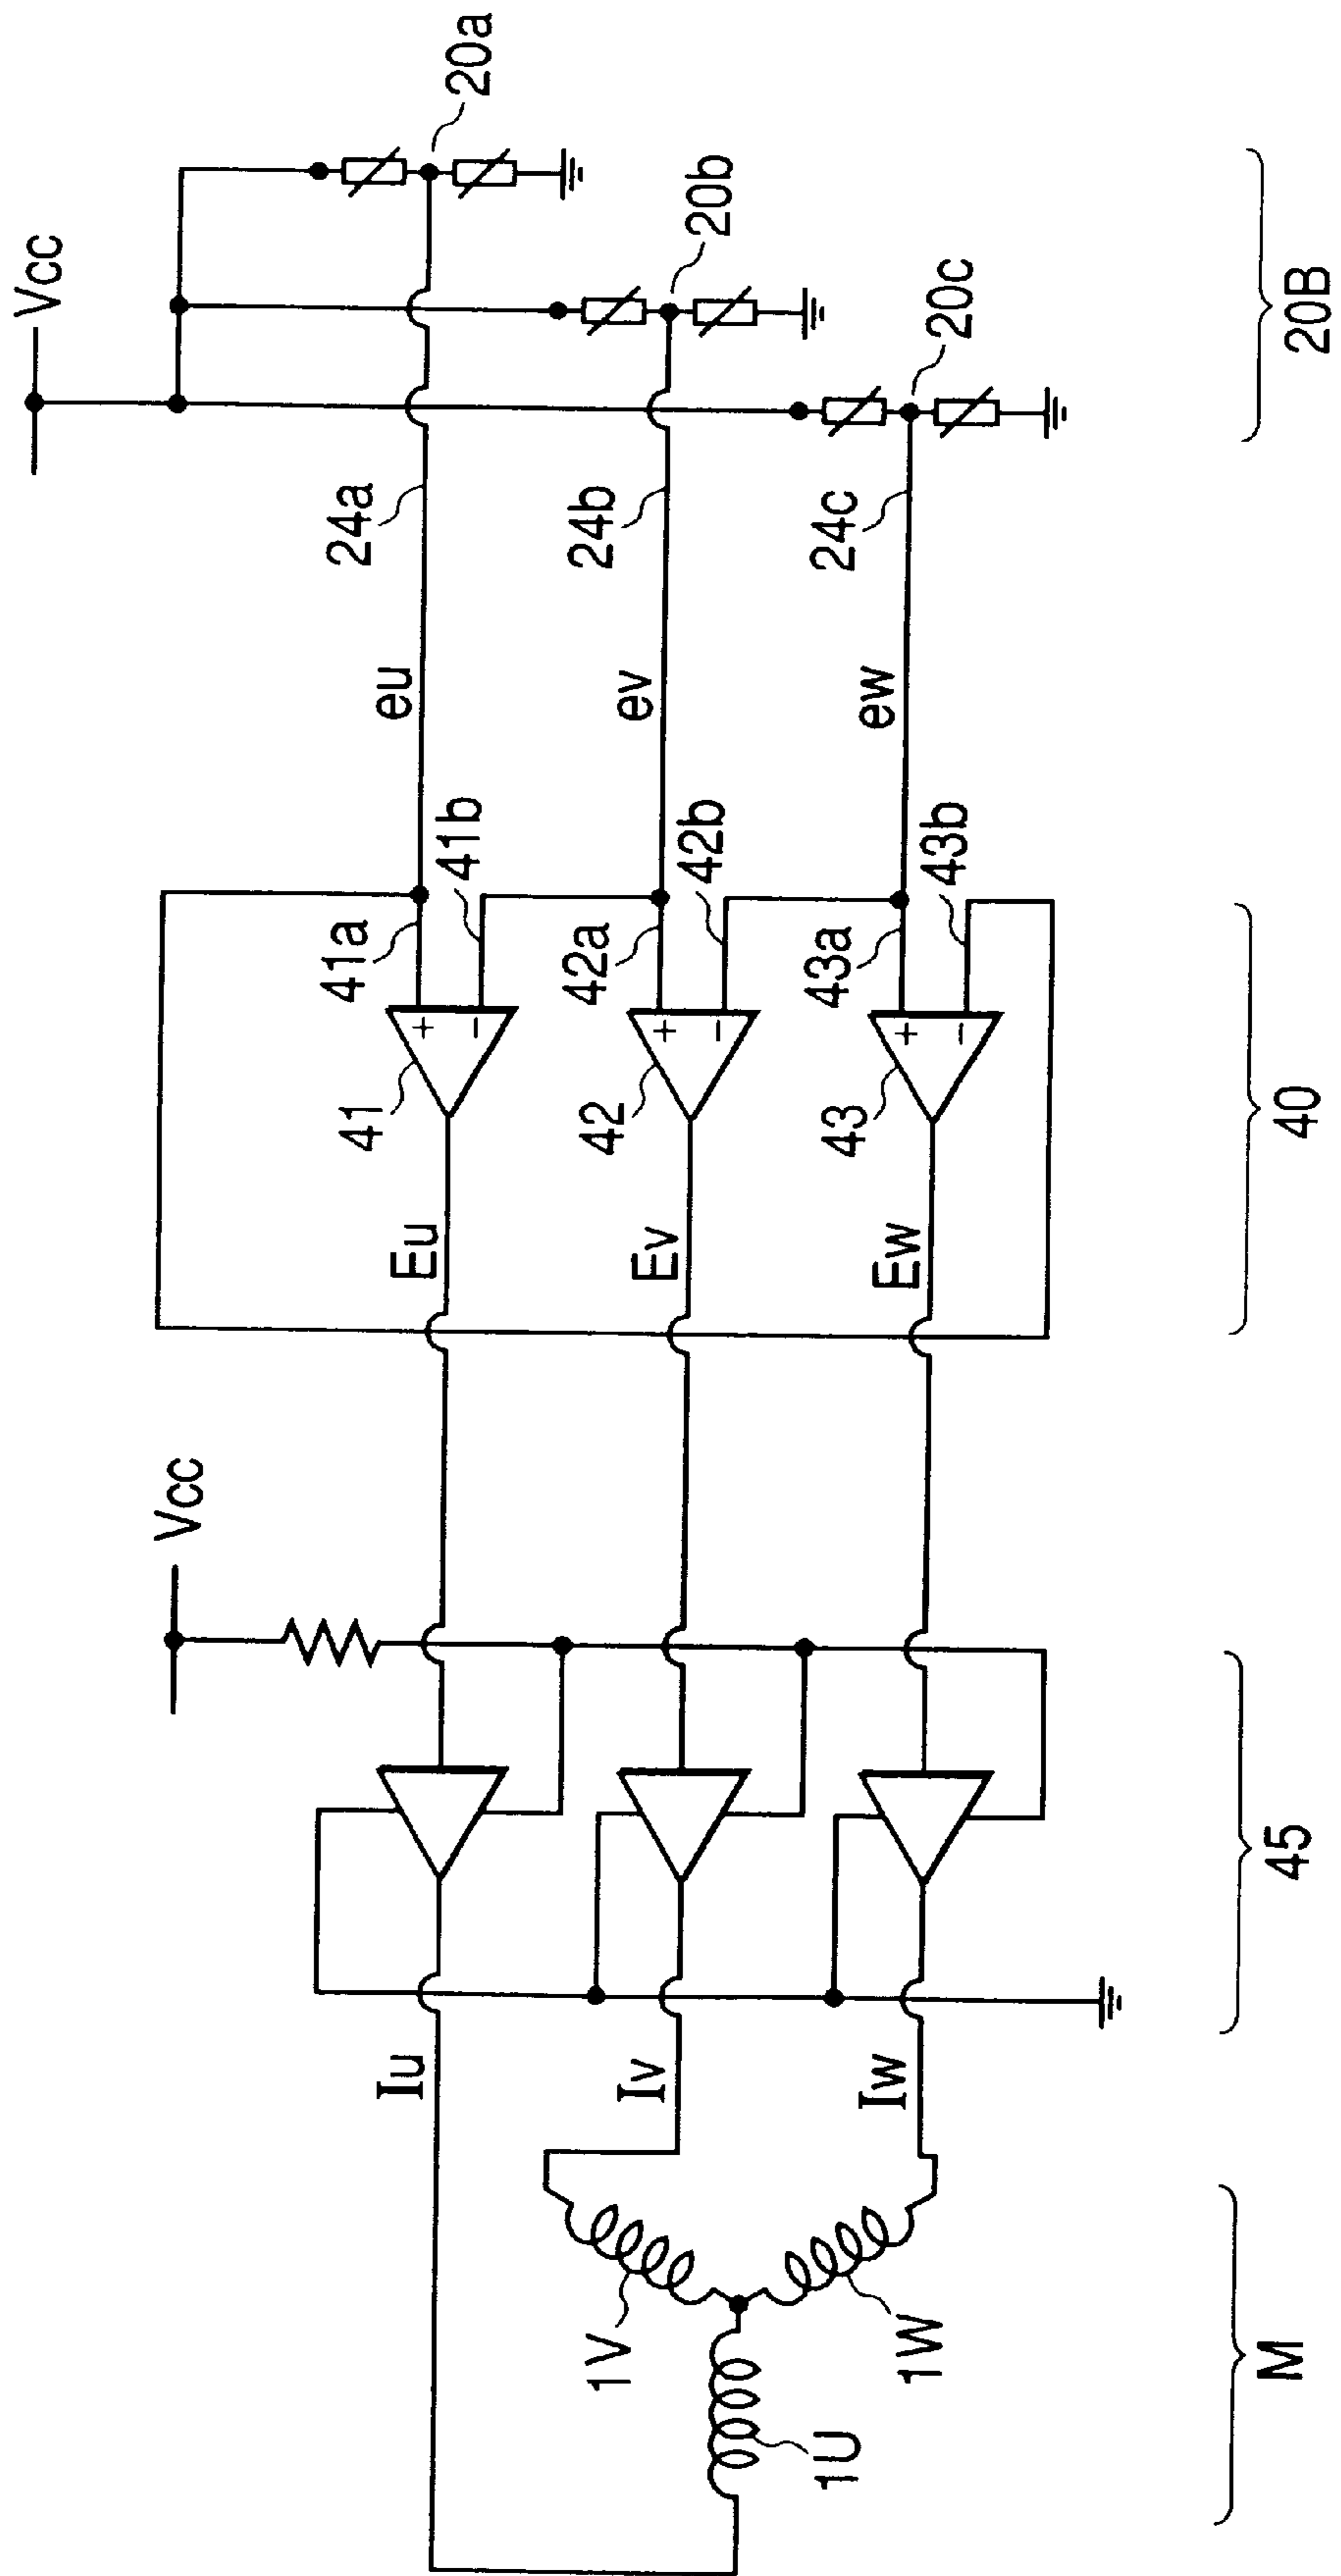 Vcc
20a
20b
20c
20B
24a
24b
24c
eu
ev
ew
41a
41b
42a
42b
43a
43b
+
−
+
−
+
−
41
42
43
40
Eu
Ev
Ew
Vcc
45
Iu
Iv
Iw
1V
1W
1U
M